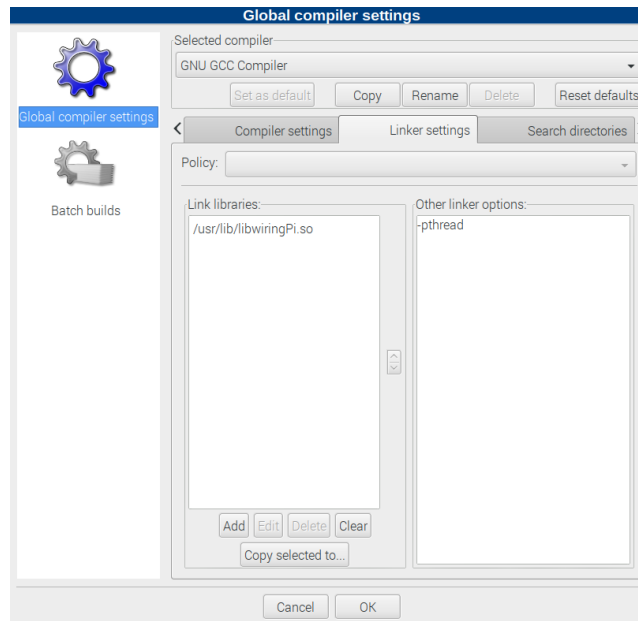 Global compiler settings
Global compiler settings
Batch builds
Selected compiler
GNU GCC Compiler
Set as default Copy Rename Delete Reset defaults
Compiler settings Linker settings Search directories
Policy:
Link libraries:
/usr/lib/libwiringPi.so
Add Edit Delete Clear
Copy selected to...
Other linker options:
-pthread
Cancel OK